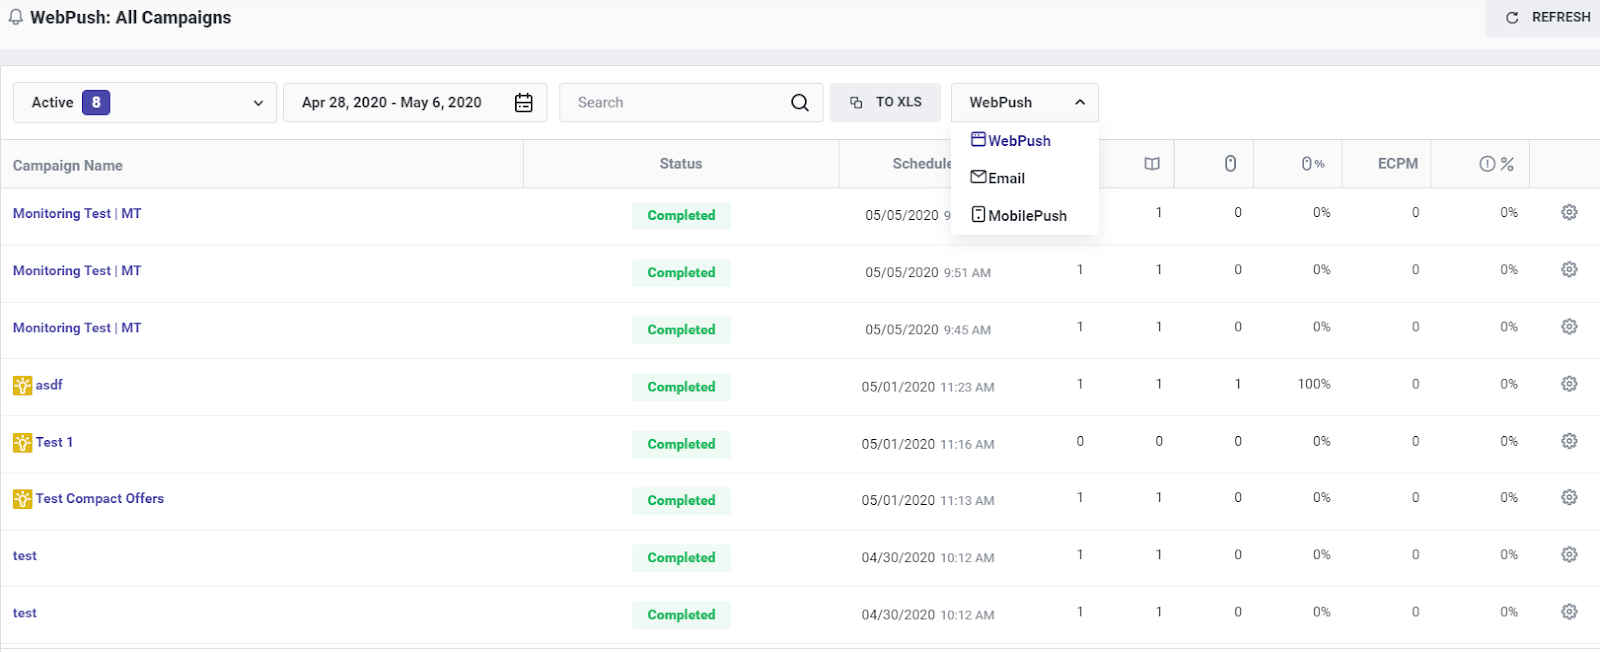 WebPush: All Campaigns
REFRESH
Active 8
Apr 28, 2020 - May 6, 2020
Search
TO XLS
WebPush
WebPush
Email
MobilePush
Campaign Name Status Schedule % ECPM %
Monitoring Test | MT Completed 05/05/2020 9 1 0 0% 0 0%
Monitoring Test | MT Completed 05/05/2020 9:51 AM 1 1 0 0% 0 0%
Monitoring Test | MT Completed 05/05/2020 9:45 AM 1 1 0 0% 0 0%
asdf Completed 05/01/2020 11:23 AM 1 1 1 100% 0 0%
Test 1 Completed 05/01/2020 11:16 AM 0 0 0 0% 0 0%
Test Compact Offers Completed 05/01/2020 11:13 AM 1 1 0 0% 0 0%
test Completed 04/30/2020 10:12 AM 1 1 0 0% 0 0%
test Completed 04/30/2020 10:12 AM 1 1 0 0% 0 0%